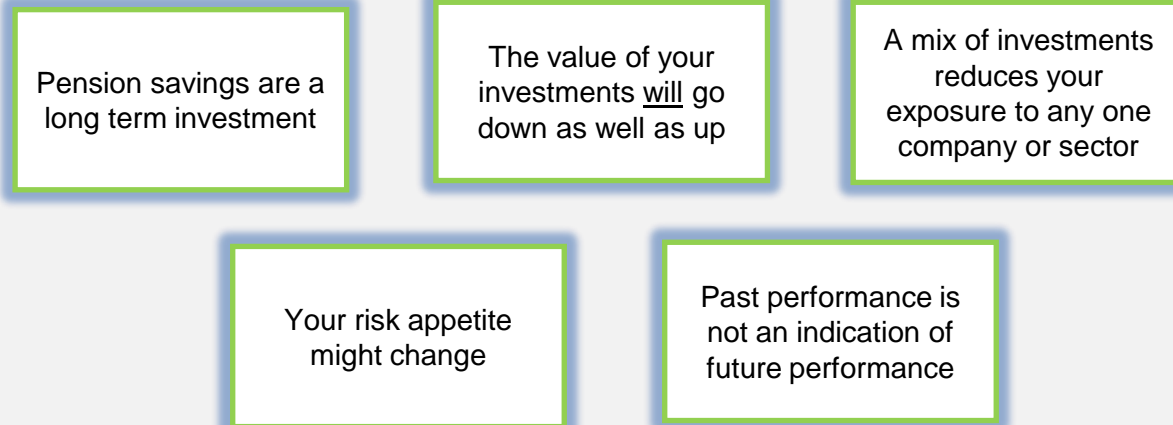 Pension savings are a
long term investment
The value of your
investments will go
down as well as up
A mix of investments
reduces your
exposure to any one
company or sector
Your risk appetite
might change
Past performance is
not an indication of
future performance